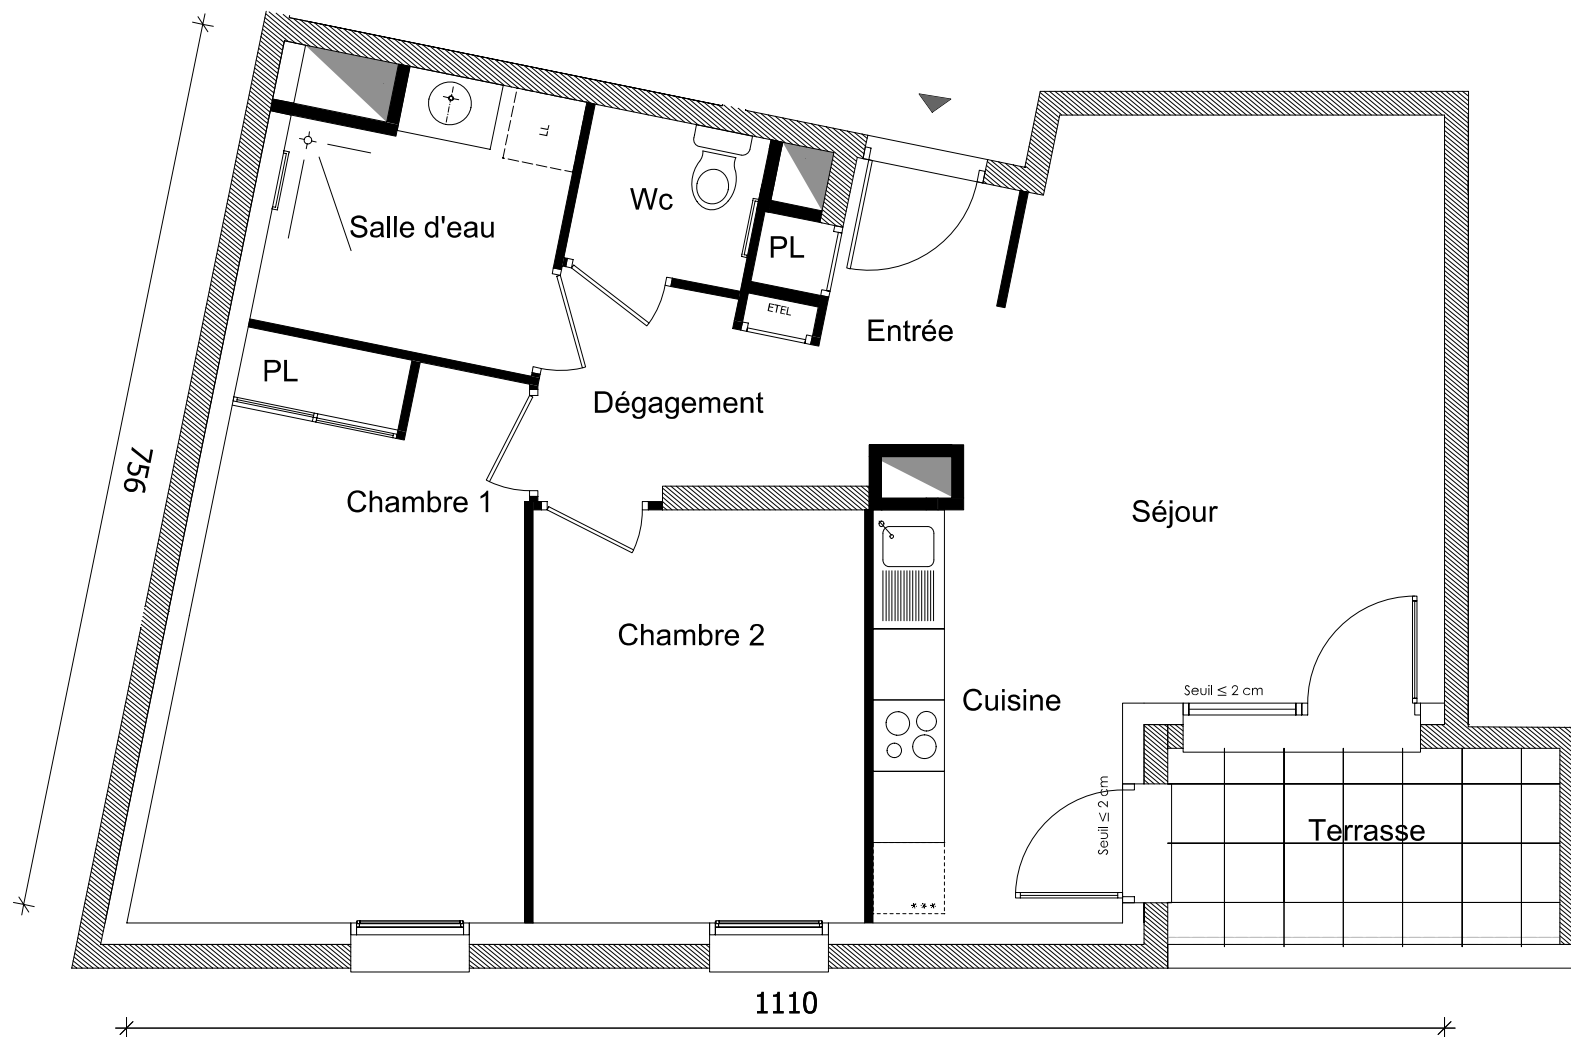 LL
Wc
Salle d'eau
PL
ETEL
Entrée
PL
Dégagement
756
Chambre 1
Séjour
Chambre 2
Seuil ≤ 2 cm
Cuisine
Seuil ≤ 2 cm
Terrasse
***
1110